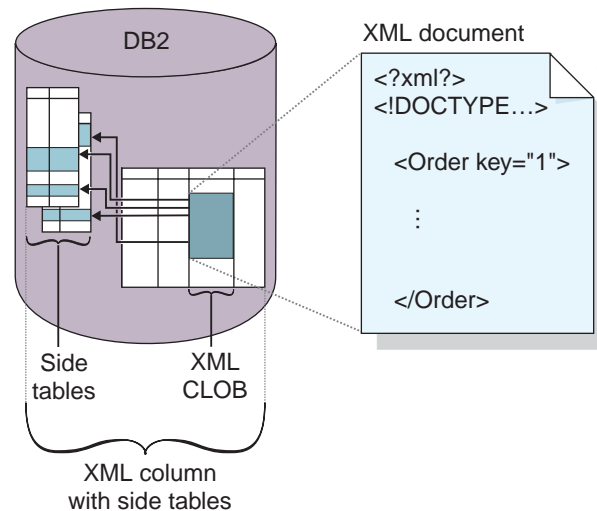 DB2
XML document
<?xml?>
<!DOCTYPE…>
<Order key="1">
⋮
</Order>
Side
tables
XML
CLOB
XML column
with side tables